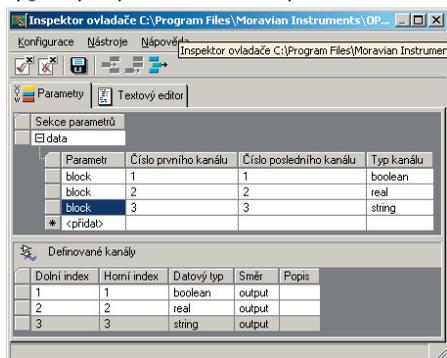 Inspektor ovladače C:\Program Files\Moravian Instruments\OP...
Konfigurace Nástroje Nápověda
Inspektor ovladače C:\Program Files\Moravian Instrumen
Parametry Textový editor
Sekce parametrů
data
Parametr Číslo prvního kanálu Číslo posledního kanálu Typ kanálu
block 1 1 boolean
block 2 2 real
block 3 3 string
* <přidat>
Definované kanály
Dolní index Horní index Datový typ Směr Popis
1 1 boolean output
2 2 real output
3 3 string output